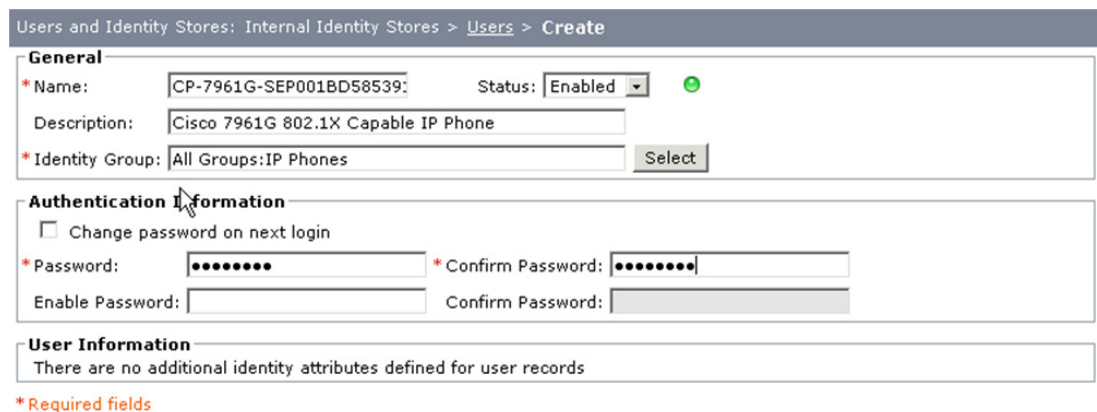 Users and Identity Stores: Internal Identity Stores > Users > Create
General
* Name: CP-7961G-SEP001BD58539 Status: Enabled
Description: Cisco 7961G 802.1X Capable IP Phone
* Identity Group: All Groups:IP Phones Select
Authentication Information
Change password on next login
* Password: •••••••• * Confirm Password: ••••••••
Enable Password: Confirm Password:
User Information
There are no additional identity attributes defined for user records
* Required fields